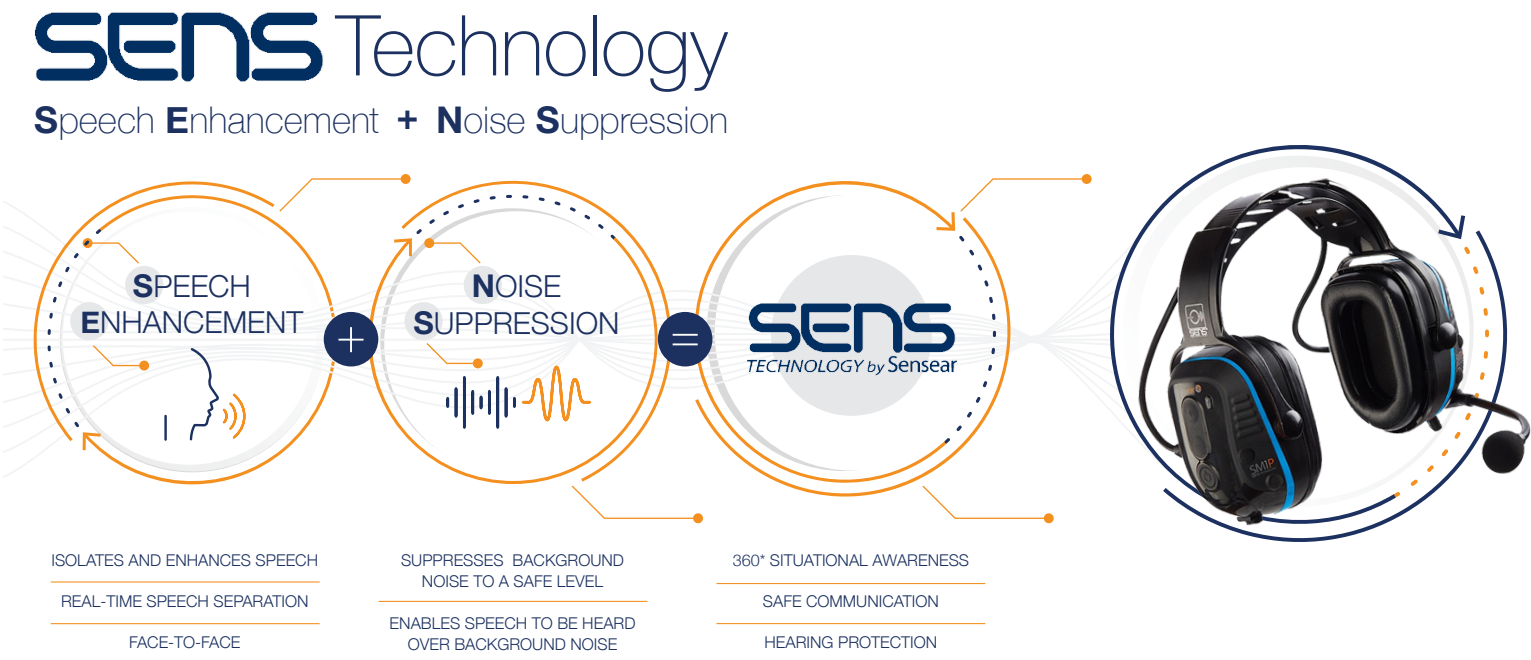 SENS Technology
Speech Enhancement + Noise Suppression
SPEECH
ENHANCEMENT
+
NOISE
SUPPRESSION
=
SENS
TECHNOLOGY by Sensear
SM1P
ISOLATES AND ENHANCES SPEECH
REAL-TIME SPEECH SEPARATION
FACE-TO-FACE
SUPPRESSES BACKGROUND
NOISE TO A SAFE LEVEL
ENABLES SPEECH TO BE HEARD
OVER BACKGROUND NOISE
360* SITUATIONAL AWARENESS
SAFE COMMUNICATION
HEARING PROTECTION